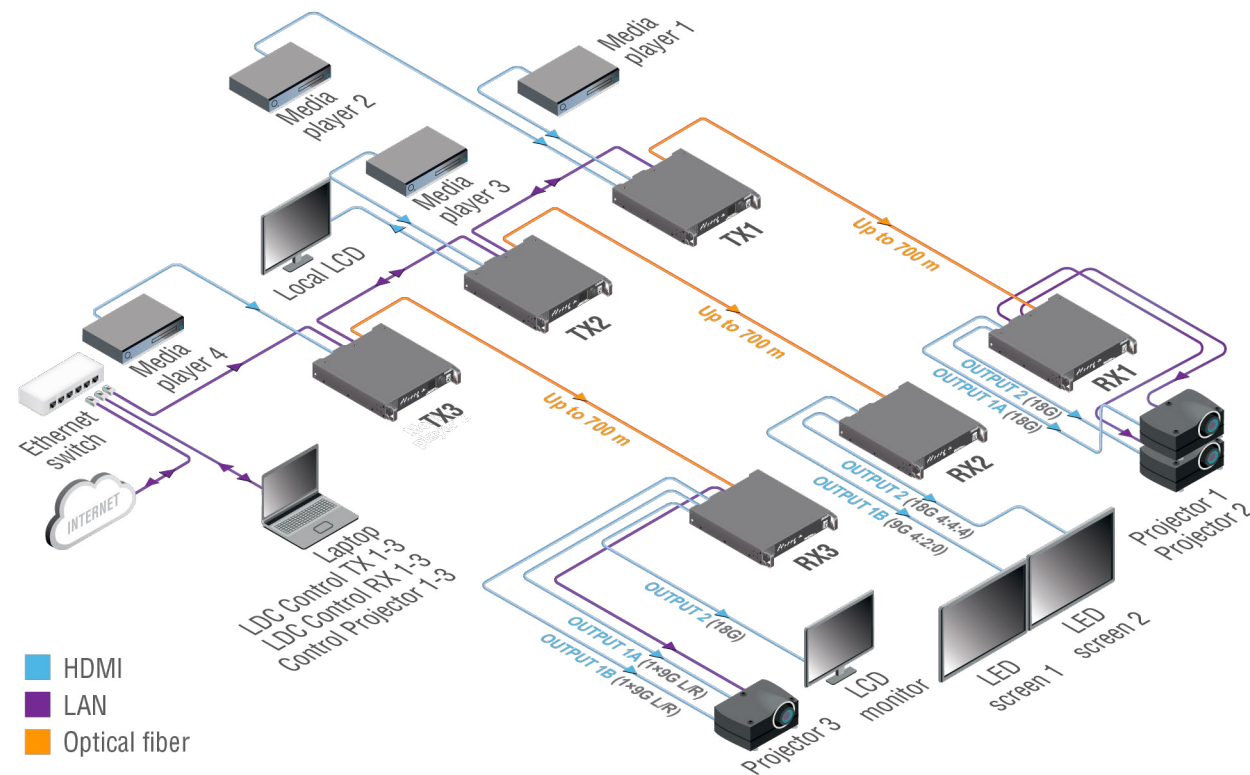 Media
player 1
Media
player 2
Media
player 3
TX1
Up to 700 m
Local LCD
TX2
Up to 700 m
Media
player 4
TX3
Up to 700 m
RX1
OUTPUT 2 (18G)
OUTPUT 1A (18G)
Ethernet
switch
INTERNET
Laptop
LDC Control TX 1-3
LDC Control RX 1-3
Control Projector 1-3
RX2
OUTPUT 2 (18G 4:4:4)
OUTPUT 1B (9G 4:2:0)
Projector 1
Projector 2
RX3
OUTPUT 2 (18G)
OUTPUT 1A (1×9G L/R)
OUTPUT 1B (1×9G L/R)
LED
screen 2
LED
screen 1
LCD
monitor
Projector 3
HDMI
LAN
Optical fiber